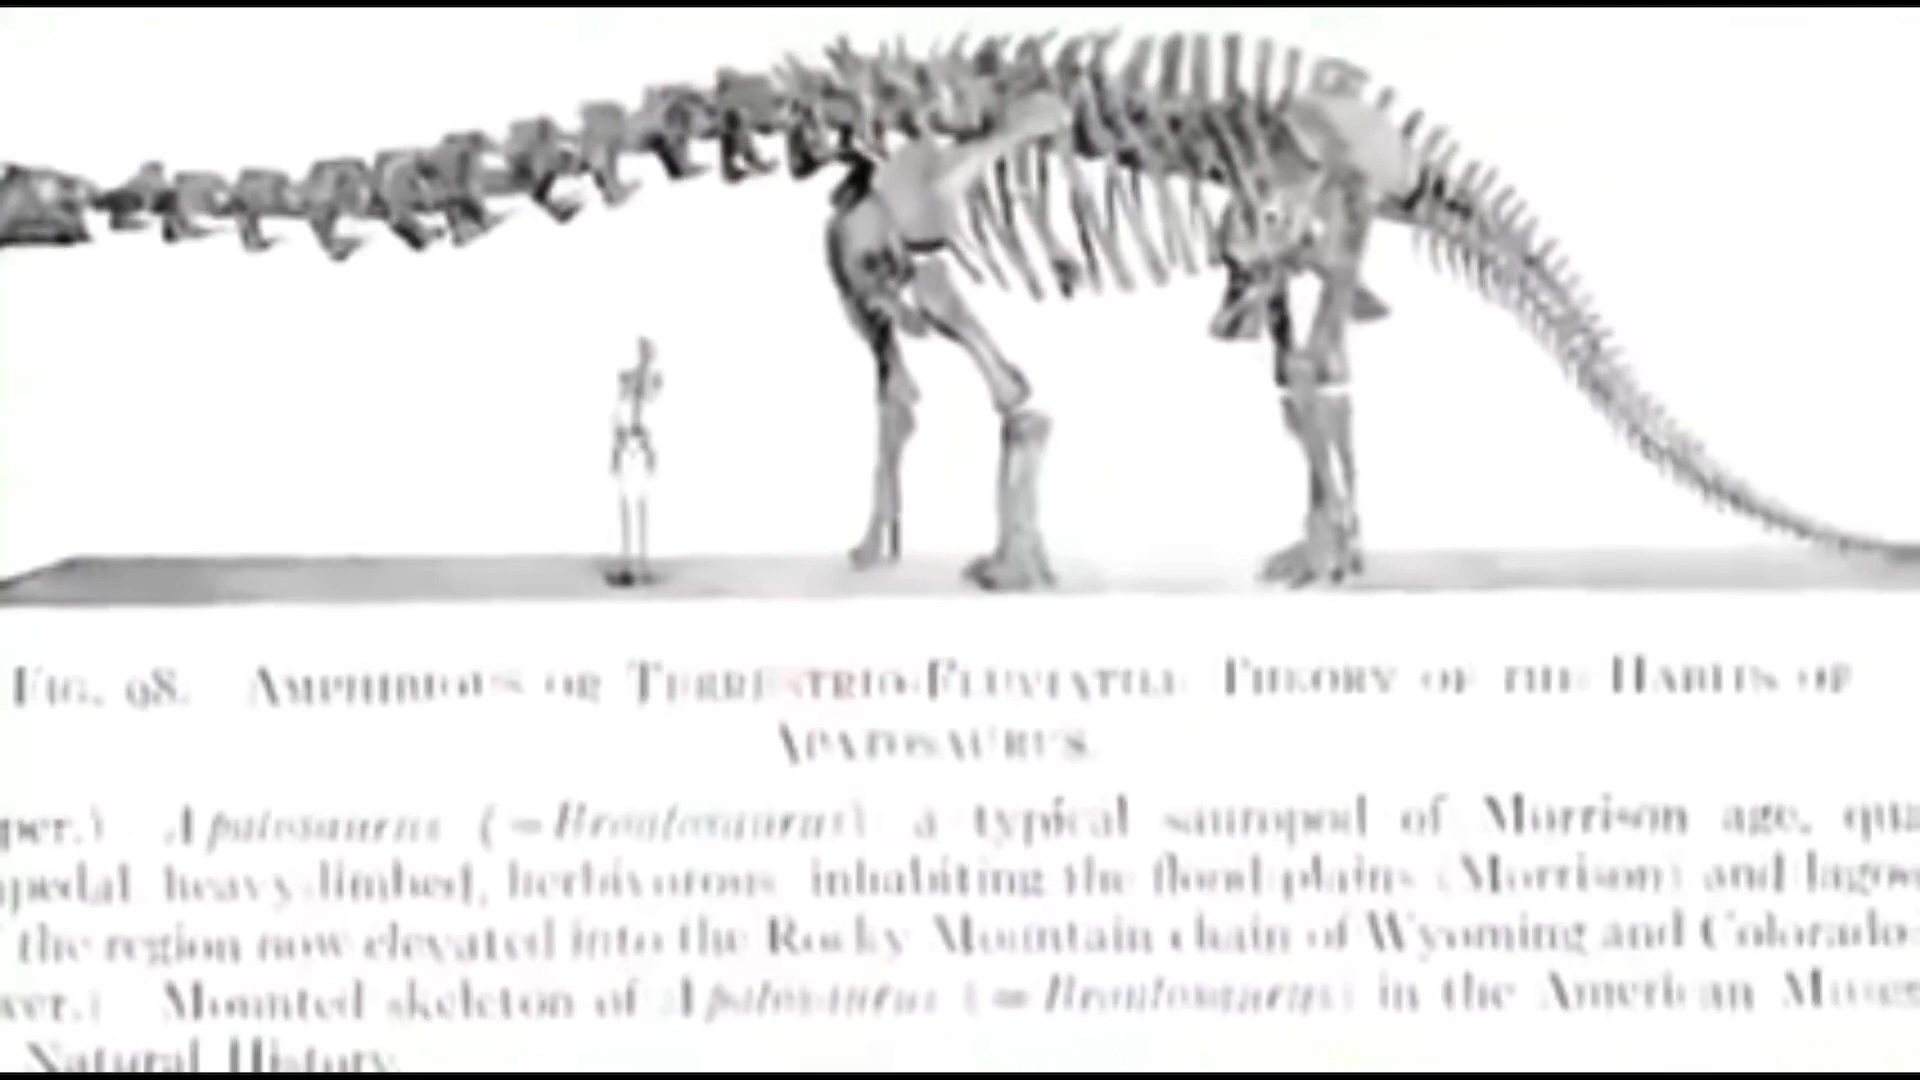 Fig. 98. Amphibious or Terrestrio-Fluviatile Theory of the Habits of
Apatosaurus.
per.) Apatosaurus (=Brontosaurus) a typical sauropod of Morrison age, qua
pedal, heavy-limbed, herbivorous, inhabiting the flood-plains (Morrison) and lagoo
the region now elevated into the Rocky Mountain chain of Wyoming and Colorado
wer.) Mounted skeleton of Apatosaurus (=Brontosaurus) in the American Museu
Natural History.